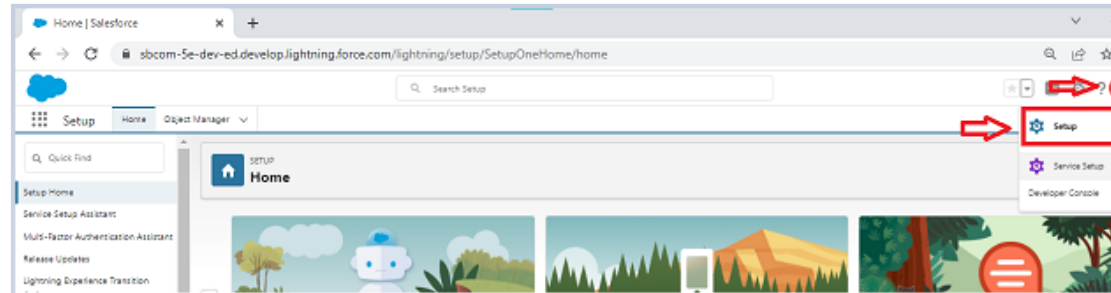 Home | Salesforce
sbcom-5e-dev-ed.develop.lightning.force.com/lightning/setup/SetupOneHome/home
Search Setup
?
Setup Home Object Manager
Setup
Quick Find
SETUP
Home
Service Setup
Setup Home
Developer Console
Service Setup Assistant
Multi-Factor Authentication Assistant
Release Updates
Lightning Experience Transition